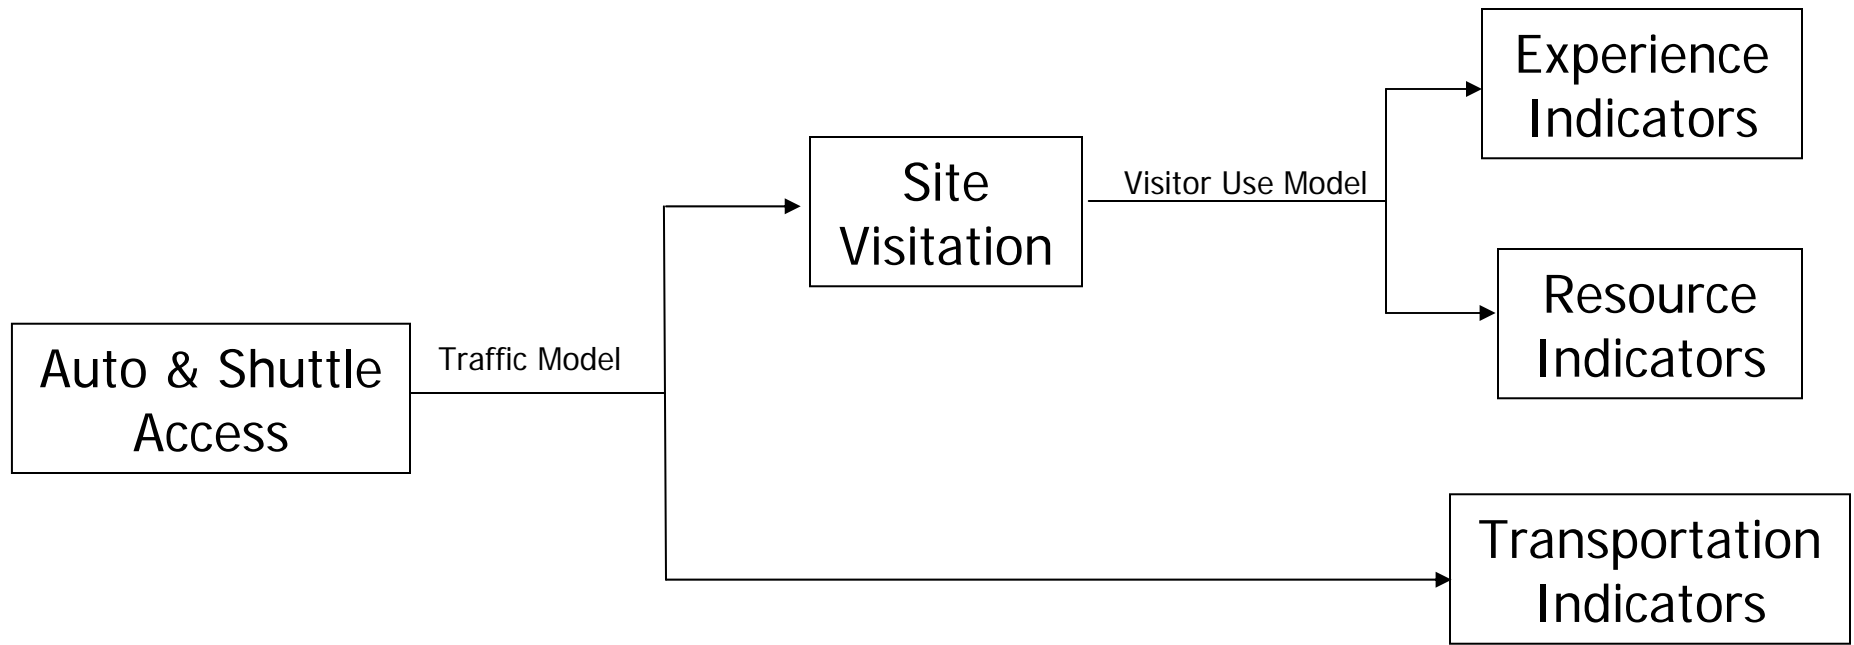 Experience
Indicators
Site
Visitation
Visitor Use Model
Resource
Indicators
Auto & Shuttle
Access
Traffic Model
Transportation
Indicators